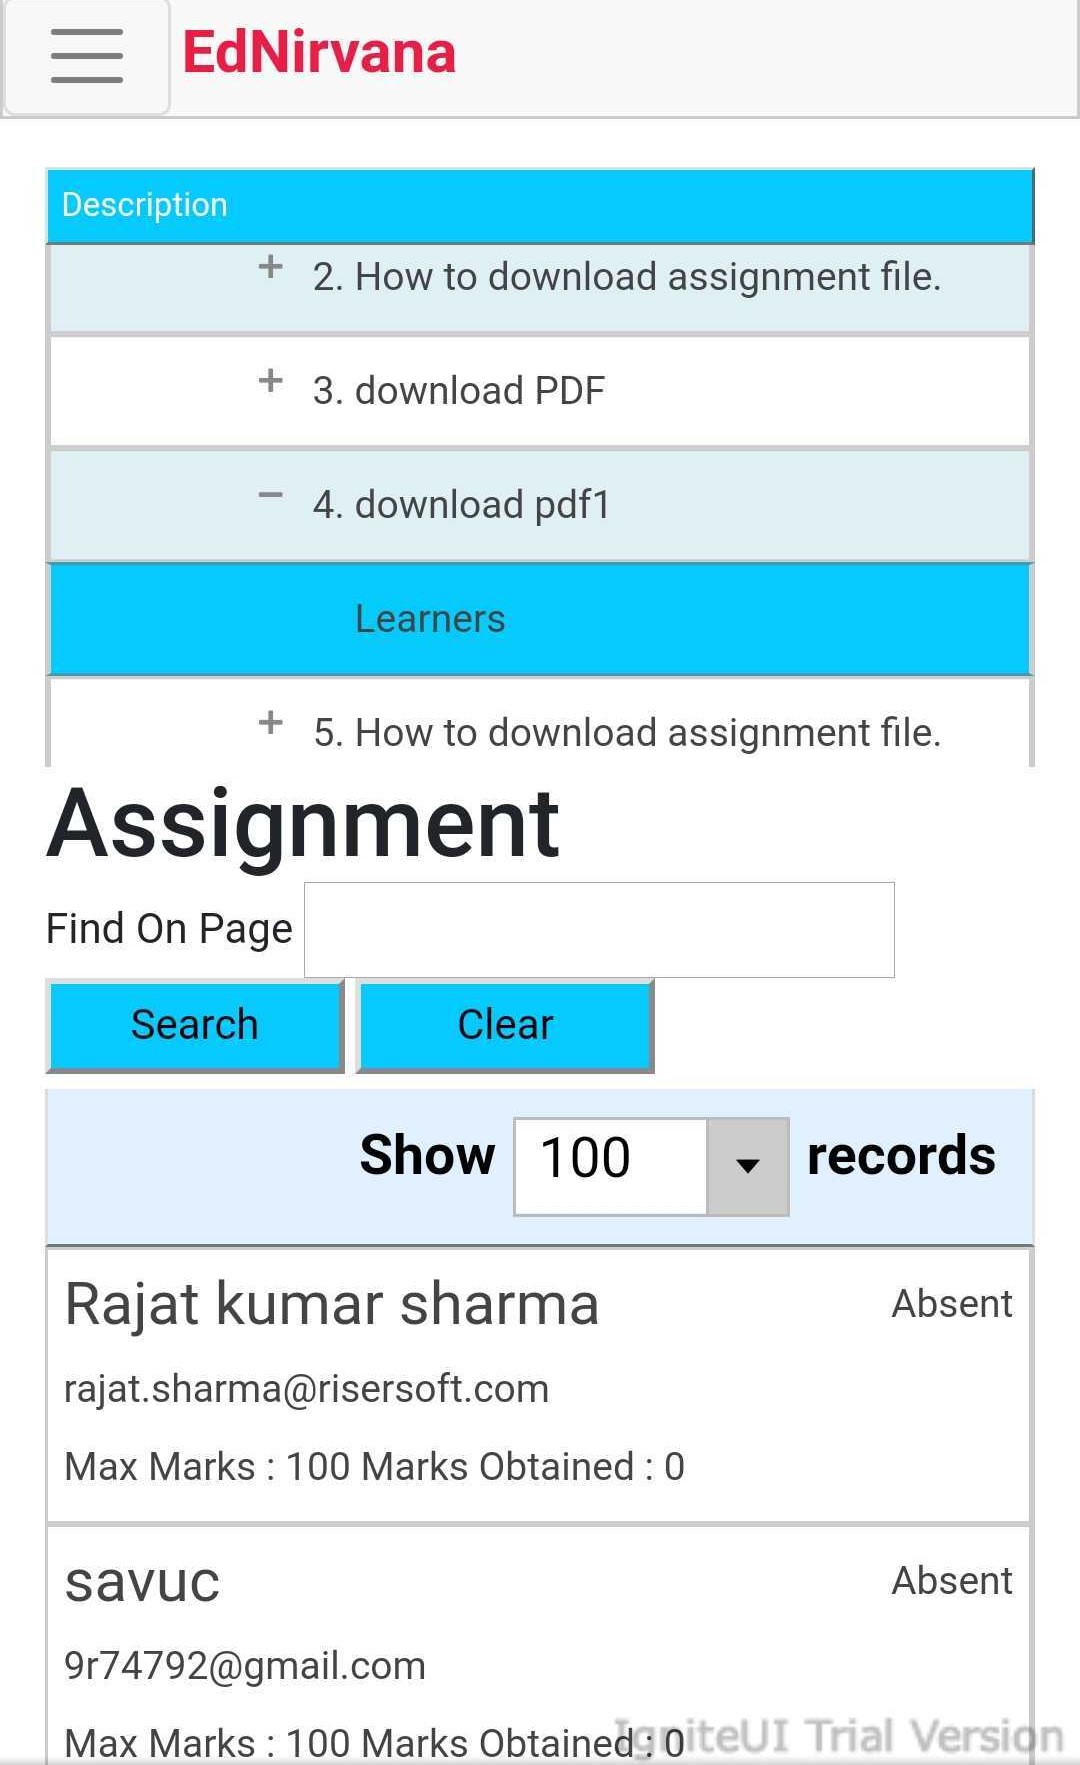 EdNirvana
Description
+ 2. How to download assignment file.
+ 3. download PDF
− 4. download pdf1
Learners
+ 5. How to download assignment file.
Assignment
Find On Page
Search Clear
Show 100 records
Rajat kumar sharma Absent
rajat.sharma@risersoft.com
Max Marks : 100 Marks Obtained : 0
savuc Absent
9r74792@gmail.com
Max Marks : 100 Marks Obtained : 0
IgniteUI Trial Version